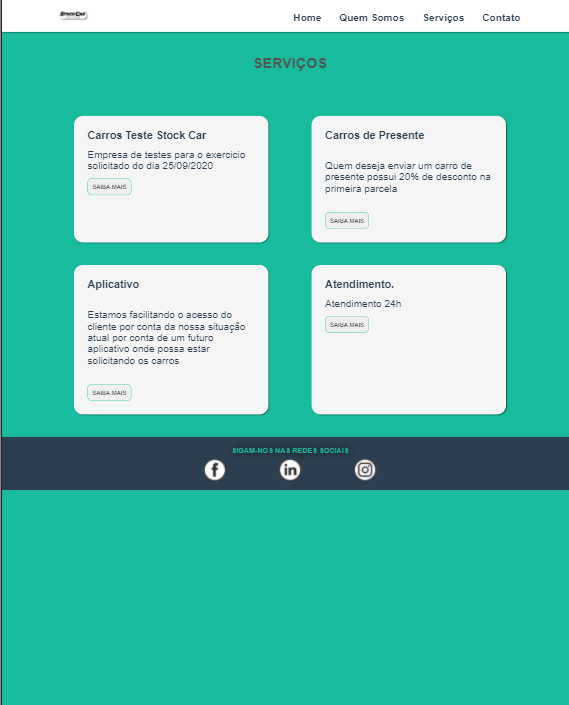 STOCK CAR
Home Quem Somos Serviços Contato
SERVIÇOS
Carros Teste Stock Car
Empresa de testes para o exercicio
solicitado do dia 25/09/2020
SAIBA MAIS
Carros de Presente
Quem deseja enviar um carro de
presente possui 20% de desconto na
primeira parcela
SAIBA MAIS
Aplicativo
Estamos facilitando o acesso do
cliente por conta da nossa situação
atual por conta de um futuro
aplicativo onde possa estar
solicitando os carros
SAIBA MAIS
Atendimento.
Atendimento 24h
SAIBA MAIS
SIGAM-NOS NAS REDES SOCIAIS